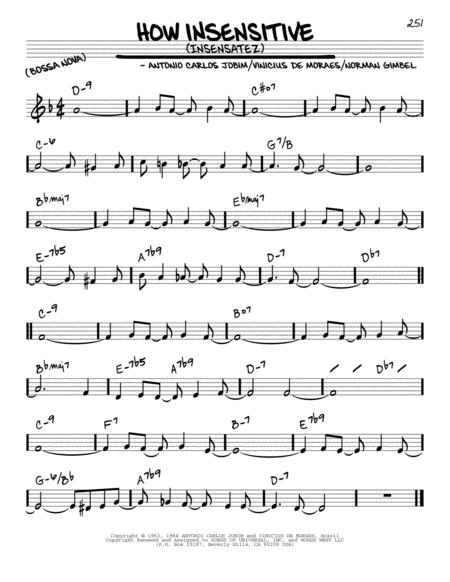 251
HOW INSENSITIVE
(INSENSATEZ)
(BOSSA NOVA)
- ANTONIO CARLOS JOBIM/VINICIUS DE MORAES/NORMAN GIMBEL
D-9 C#o7
C-6 G7/B
Bbmaj7 Ebmaj7
E-7b5 A7b9 D-7 Db7
C-9 Bo7
Bbmaj7 E-7b5 A7b9 D-7 Db7
C-9 F7 B-7 E7b9
G-6/Bb A7b9 D-7
Copyright © 1963, 1964 ANTONIO CARLOS JOBIM and VINICIUS DE MORAES, Brazil
Copyright Renewed and Assigned to SONGS OF UNIVERSAL, INC. and WORDS WEST LLC
(P.O. Box 15187, Beverly Hills, CA 90209 USA)